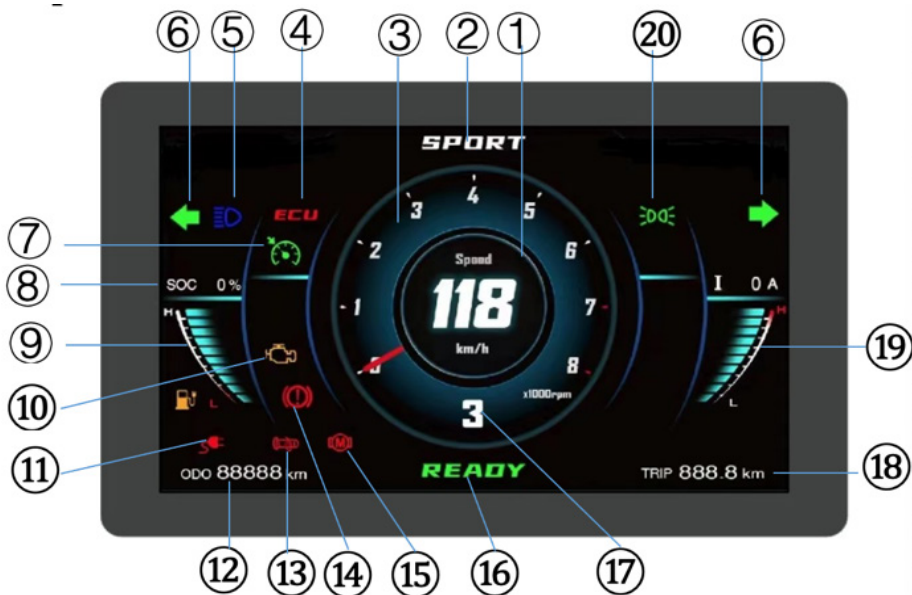 ⑥ ⑤ ④ ③ ② ① ⑳ ⑥
SPORT
4
3 5
ECU
2 6
⑦
Speed
⑧ SOC 0 % I 0 A
118
H 1 7 H
⑨ km/h ⑲
0 8
⑩ L x1000rpm L
3
M
⑪ ODO 88888 km READY TRIP 888.8 km ⑱
⑫ ⑬ ⑭ ⑮ ⑯ ⑰